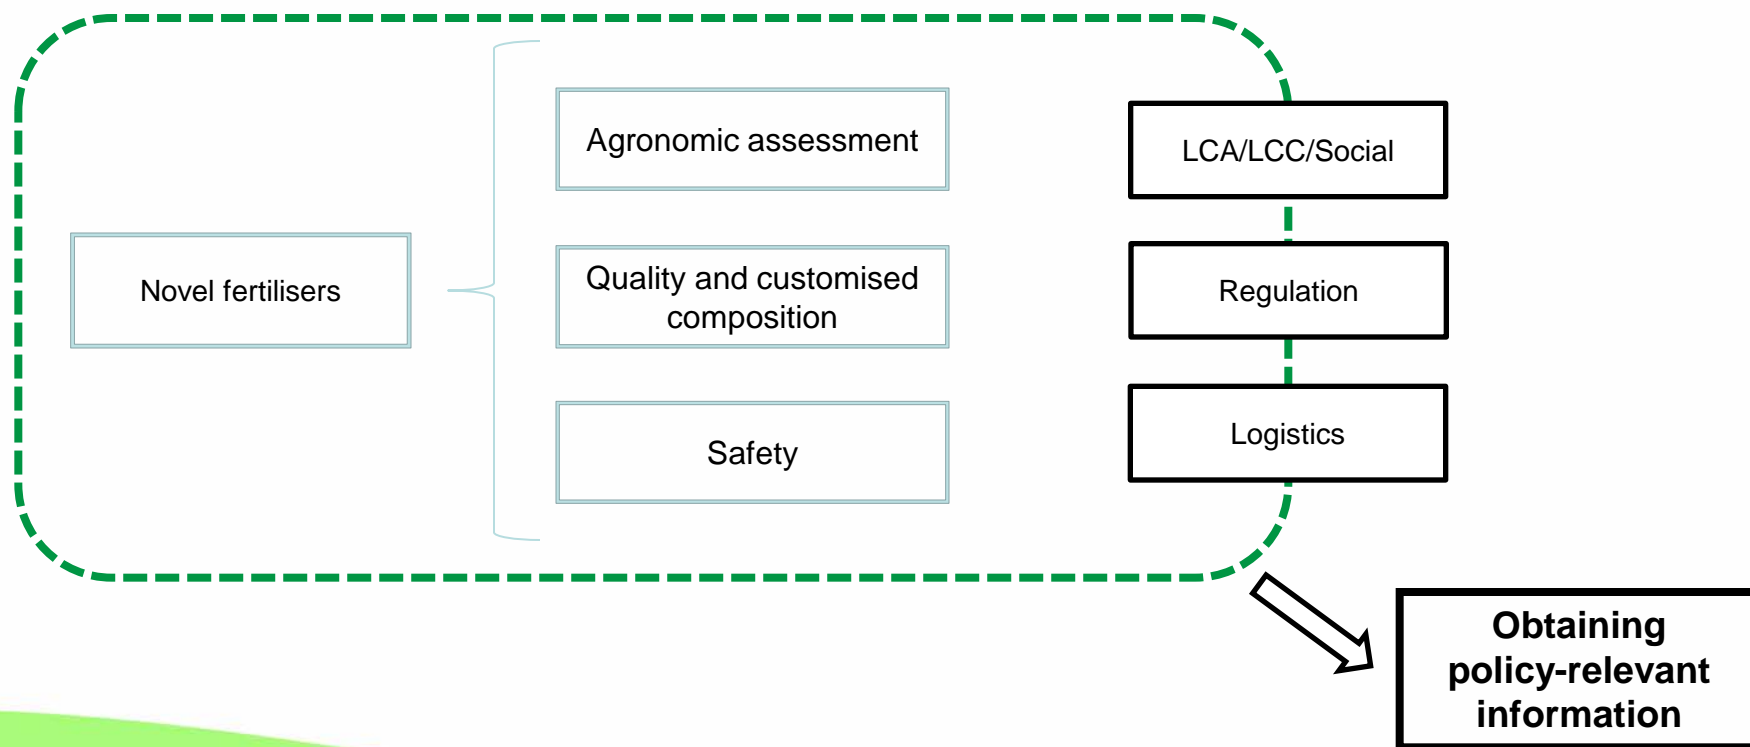 Novel fertilisers
Agronomic assessment
Quality and customised
composition
Safety
LCA/LCC/Social
Regulation
Logistics
Obtaining
policy-relevant
information